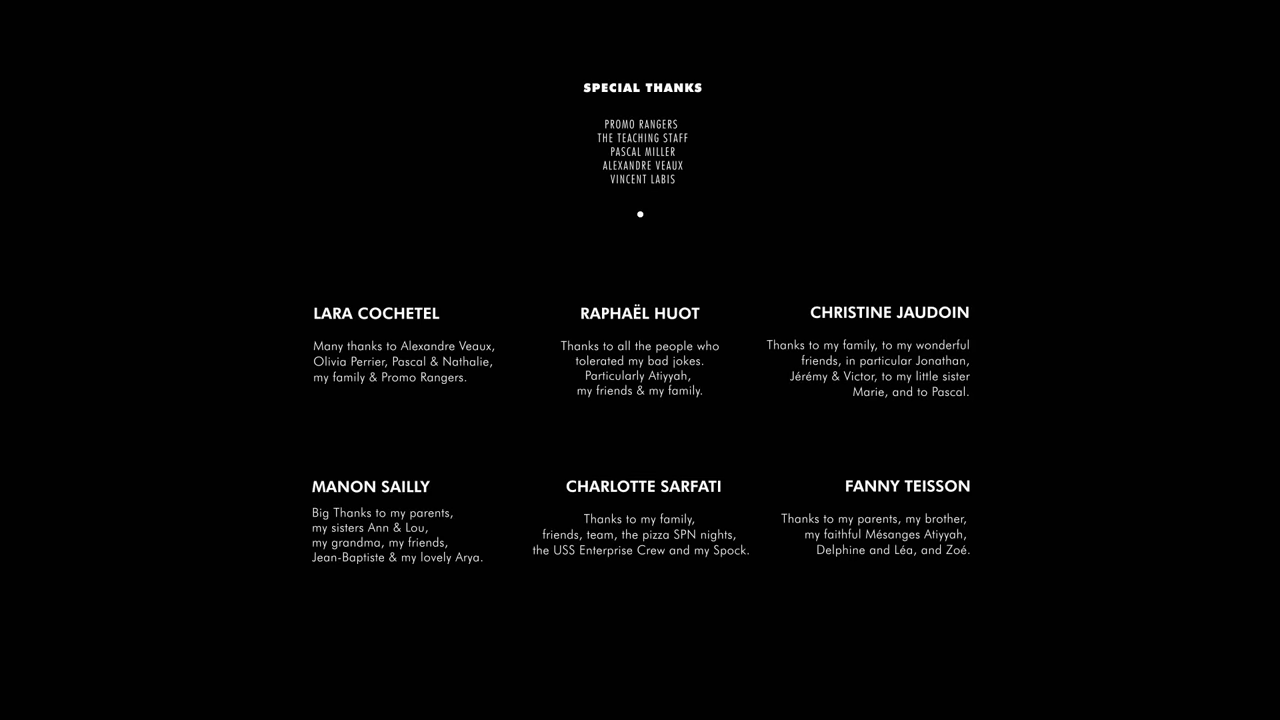 SPECIAL THANKS
PROMO RANGERS
THE TEACHING STAFF
PASCAL MILLER
ALEXANDRE VEAUX
VINCENT LABIS
LARA COCHETEL
Many thanks to Alexandre Veaux,
Olivia Perrier, Pascal & Nathalie,
my family & Promo Rangers.
RAPHAËL HUOT
Thanks to all the people who
tolerated my bad jokes.
Particularly Atiyyah,
my friends & my family.
CHRISTINE JAUDOIN
Thanks to my family, to my wonderful
friends, in particular Jonathan,
Jérémy & Victor, to my little sister
Marie, and to Pascal.
MANON SAILLY
Big Thanks to my parents,
my sisters Ann & Lou,
my grandma, my friends,
Jean-Baptiste & my lovely Arya.
CHARLOTTE SARFATI
Thanks to my family,
friends, team, the pizza SPN nights,
the USS Enterprise Crew and my Spock.
FANNY TEISSON
Thanks to my parents, my brother,
my faithful Mésanges Atiyyah,
Delphine and Léa, and Zoé.